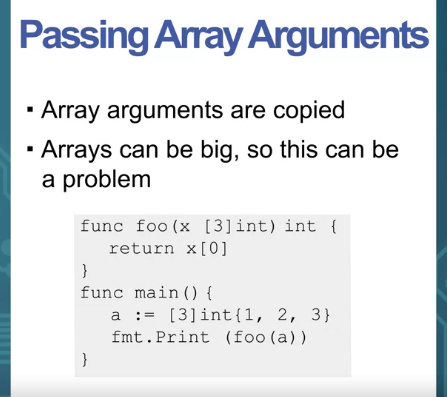 Passing Array Arguments
▪ Array arguments are copied
▪ Arrays can be big, so this can be
a problem
func foo(x [3]int) int {
return x[0]
}
func main() {
a := [3]int{1, 2, 3}
fmt.Print (foo(a))
}